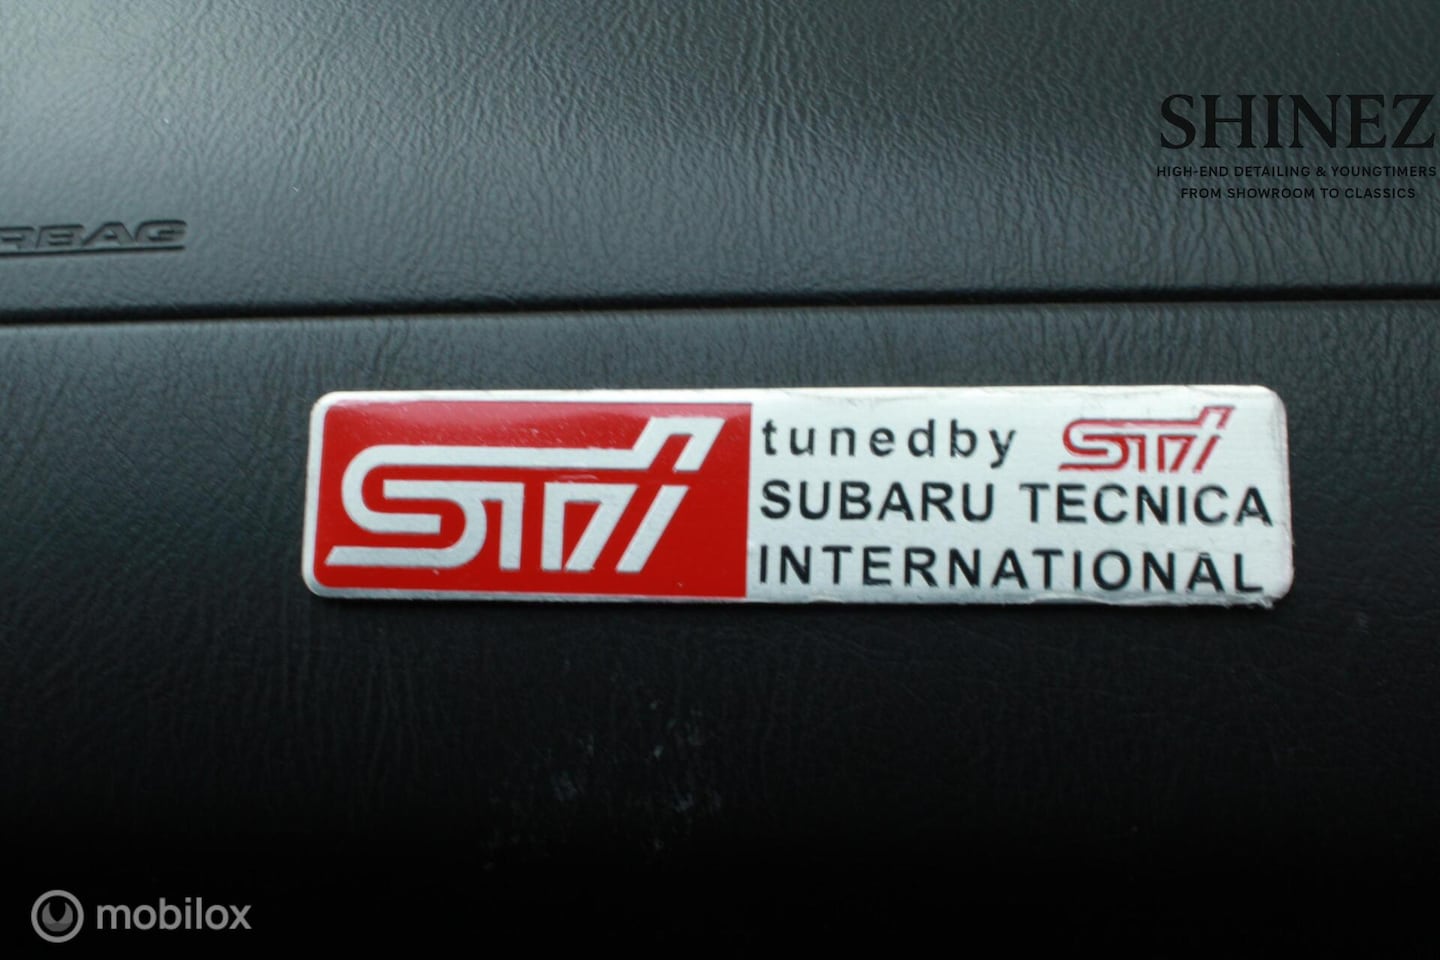 SHINEZ
HIGH-END DETAILING & YOUNGTIMERS
FROM SHOWROOM TO CLASSICS
RBAG
STi tunedby STi
SUBARU TECNICA
INTERNATIONAL
mobilox